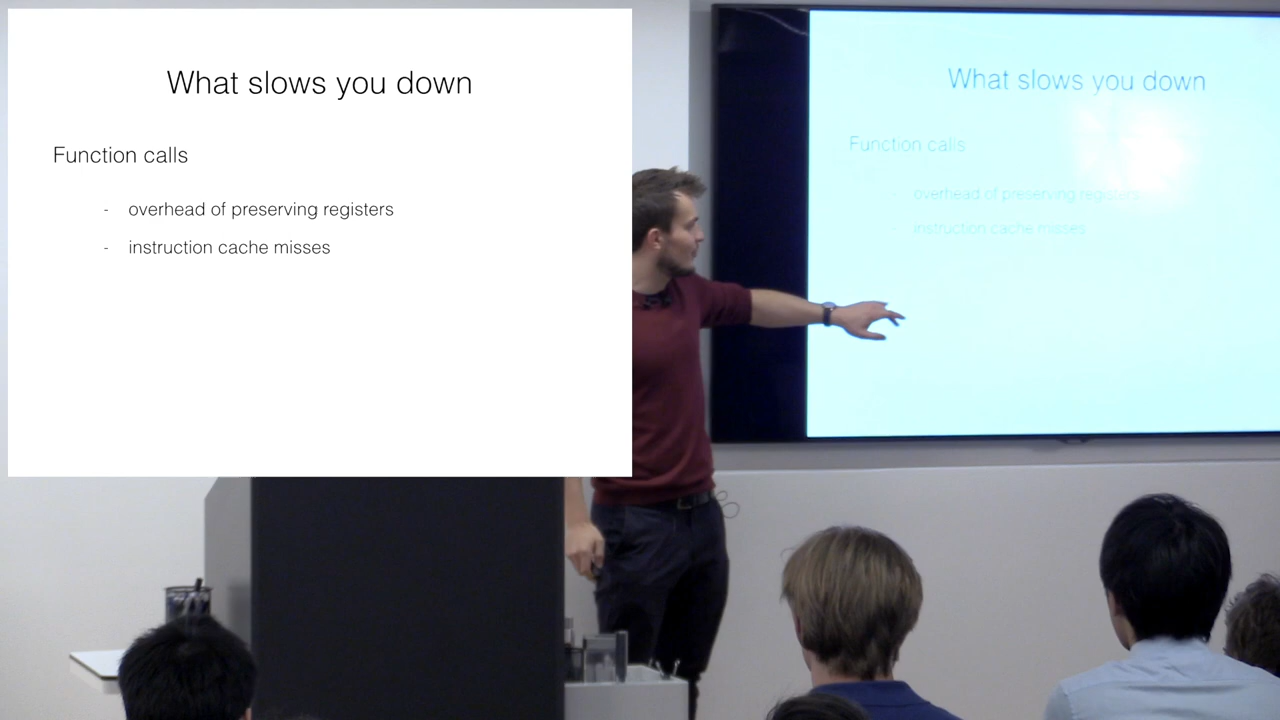 What slows you down
Function calls
- overhead of preserving registers
- instruction cache misses
What slows you down
Function calls
- overhead of preserving registers
- instruction cache misses